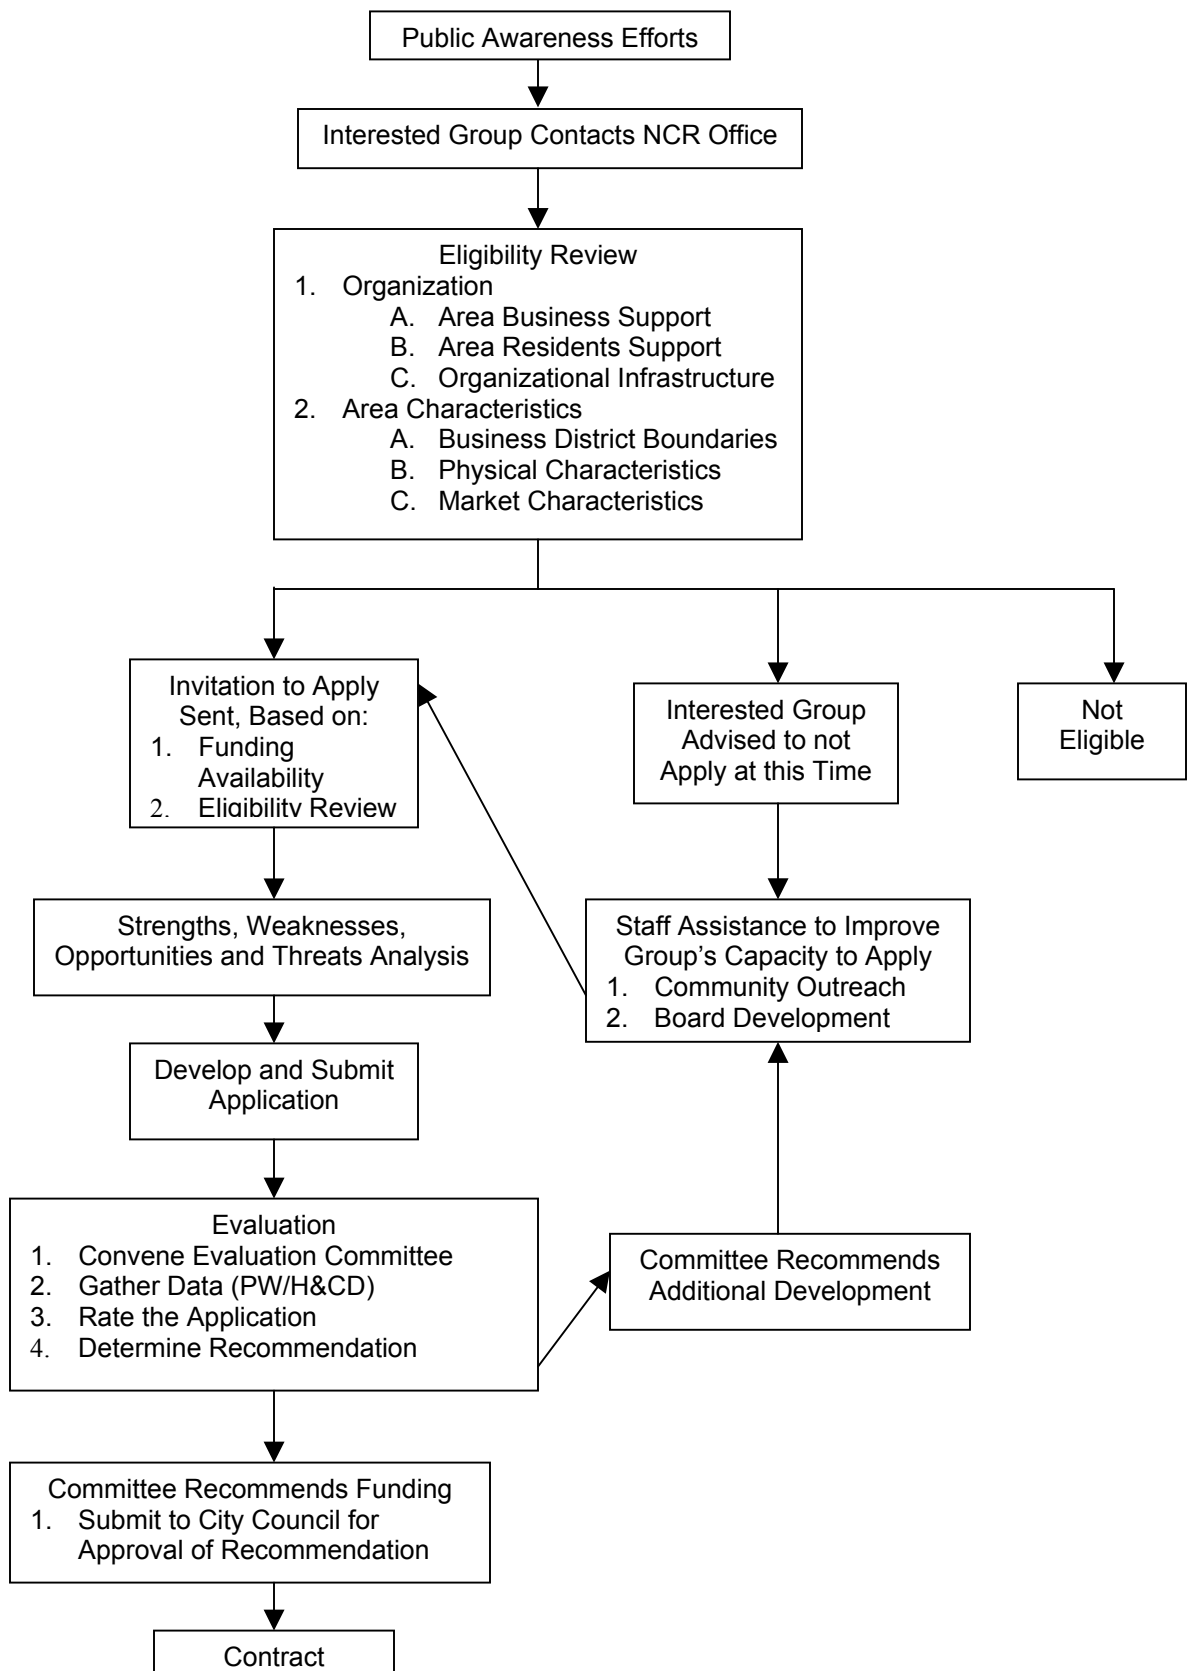 Public Awareness Efforts
Interested Group Contacts NCR Office
Eligibility Review
1. Organization
A. Area Business Support
B. Area Residents Support
C. Organizational Infrastructure
2. Area Characteristics
A. Business District Boundaries
B. Physical Characteristics
C. Market Characteristics
Invitation to Apply
Sent, Based on:
1. Funding
Availability
2. Eligibility Review
Interested Group
Advised to not
Apply at this Time
Not
Eligible
Strengths, Weaknesses,
Opportunities and Threats Analysis
Staff Assistance to Improve
Group’s Capacity to Apply
1. Community Outreach
2. Board Development
Develop and Submit
Application
Evaluation
1. Convene Evaluation Committee
2. Gather Data (PW/H&CD)
3. Rate the Application
4. Determine Recommendation
Committee Recommends
Additional Development
Committee Recommends Funding
1. Submit to City Council for
Approval of Recommendation
Contract